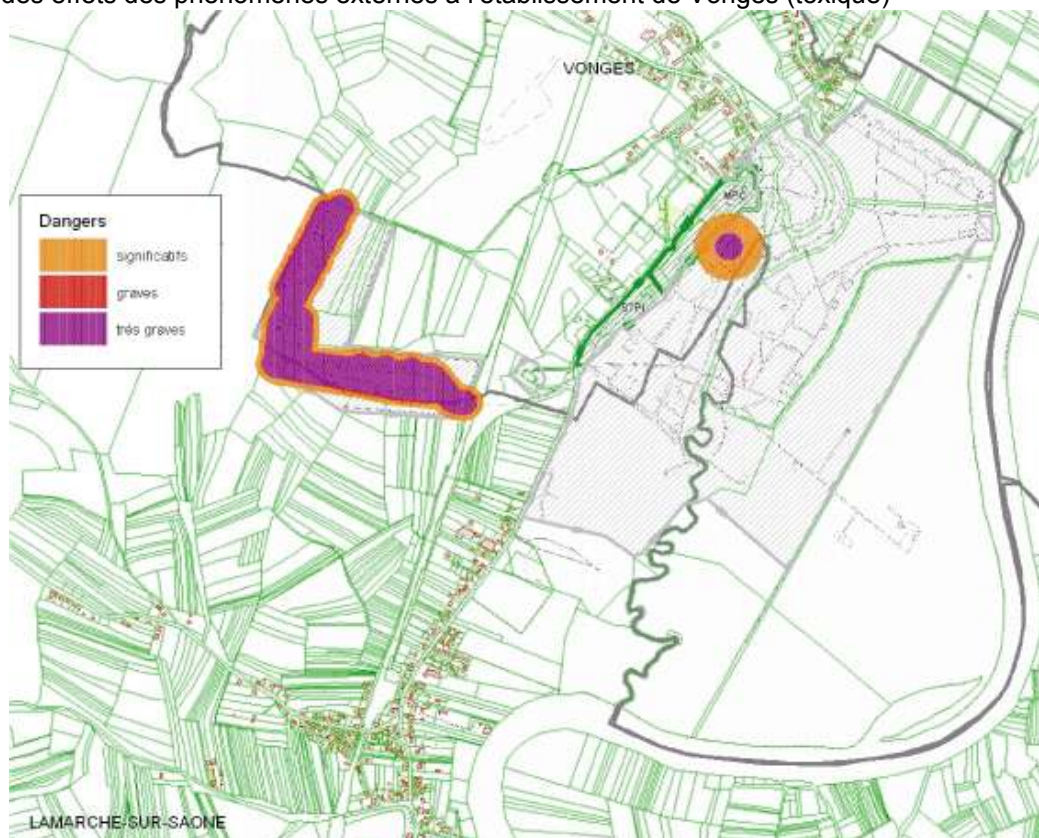 des effets des phénomènes externes à l'établissement de Vonges (toxique)
VONGES
Dangers
significatifs
graves
très graves
LAMARCHE-SUR-SAONE